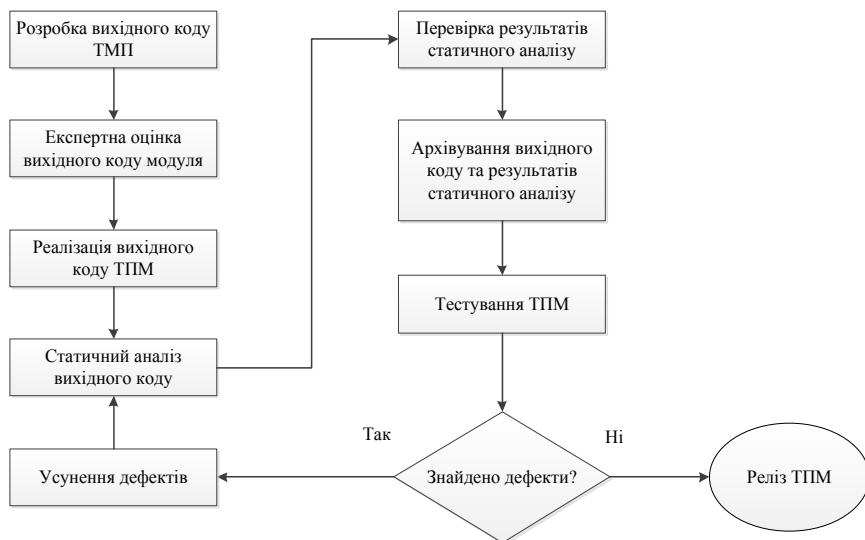 Розробка вихідного коду
ТМП
Експертна оцінка
вихідного коду модуля
Реалізація вихідного
коду ТПМ
Статичний аналіз
вихідного коду
Усунення дефектів
Перевірка результатів
статичного аналізу
Архівування вихідного
коду та результатів
статичного аналізу
Тестування ТПМ
Знайдено дефекти?
Так
Ні
Реліз ТПМ